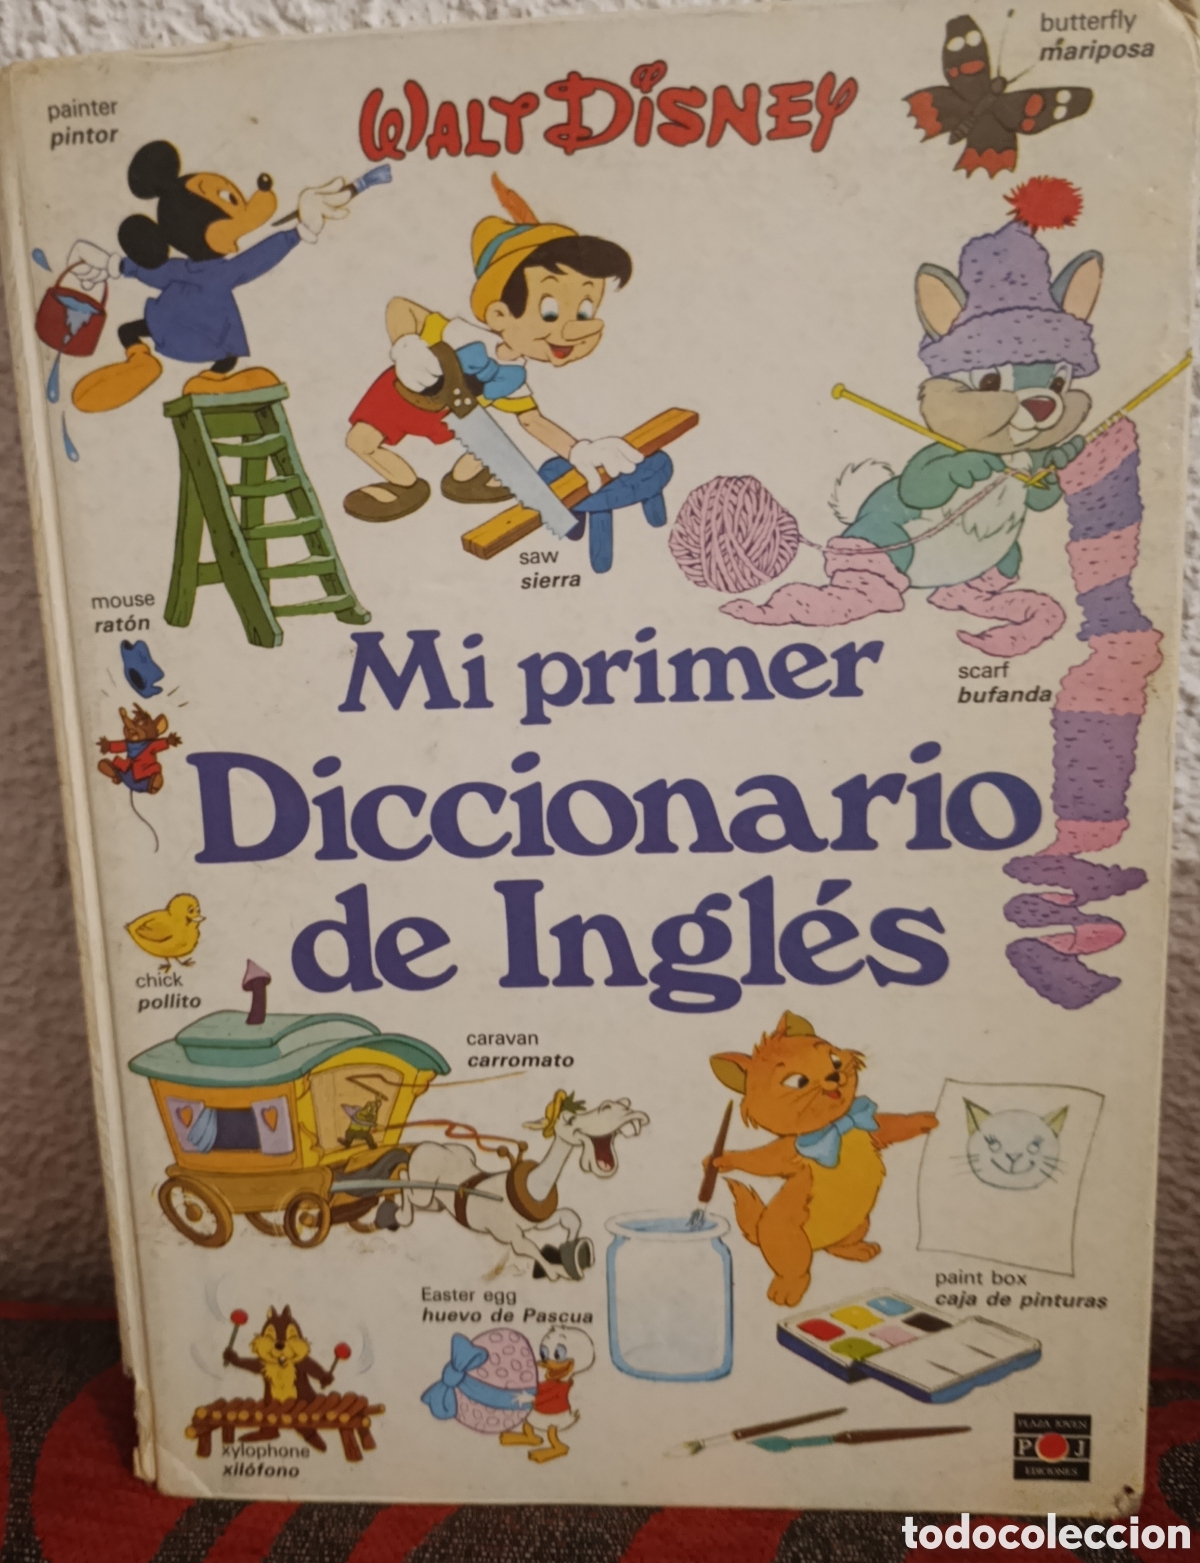 butterfly
mariposa
painter
pintor
WALT DISNEY
saw
sierra
mouse
ratón
scarf
bufanda
Mi primer
Diccionario
de Inglés
chick
pollito
caravan
carromato
paint box
caja de pinturas
Easter egg
huevo de Pascua
xylophone
xilófono
PLAZA JOVEN
P J
EDICIONES
todocoleccion